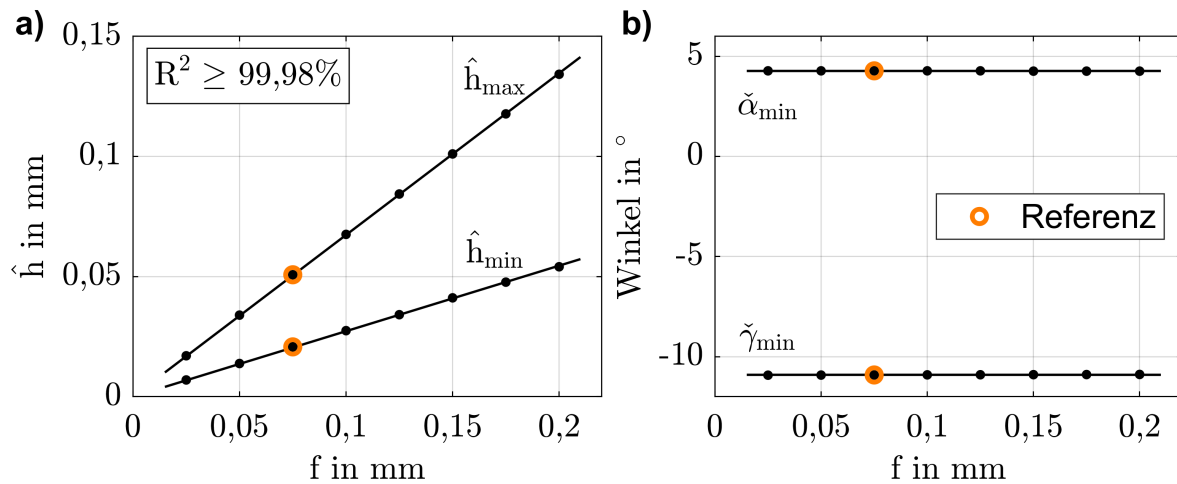 a)
0,15
0,1
0,05
0
ĥ in mm
R² ≥ 99,98%
ĥmax
ĥmin
0 0,05 0,1 0,15 0,2
f in mm
b)
5
0
-5
-10
Winkel in °
α̌min
Referenz
γ̌min
0 0,05 0,1 0,15 0,2
f in mm